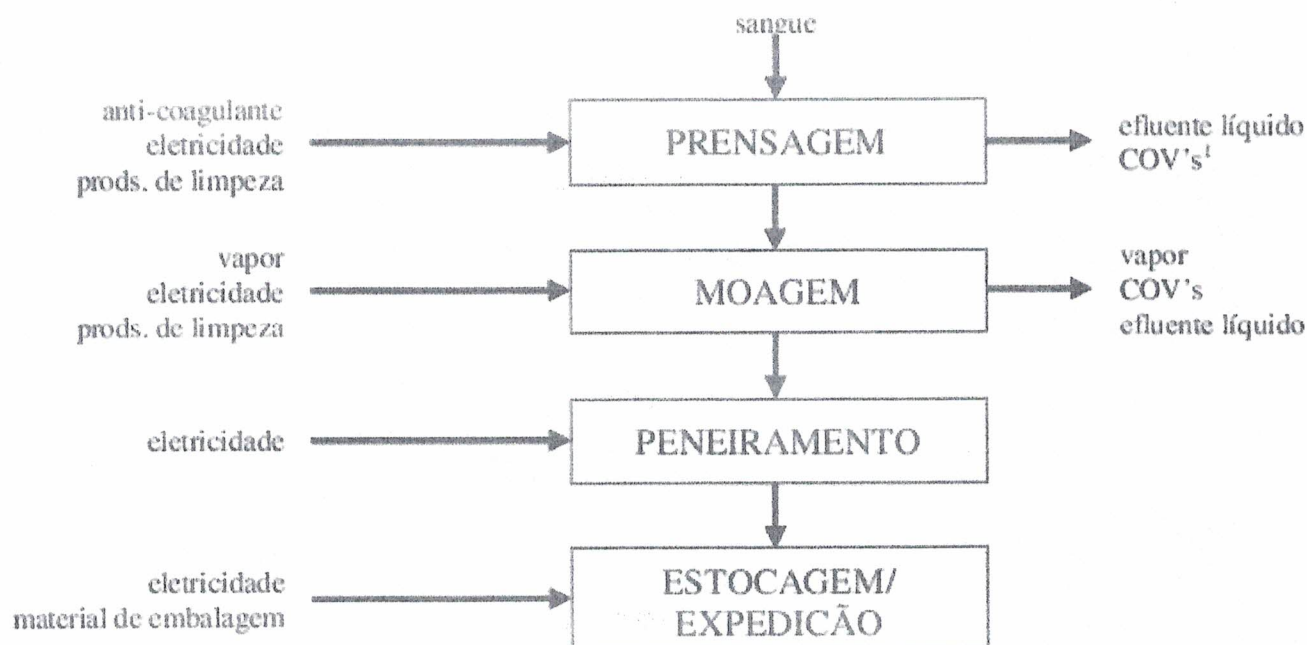 sangue
anti-coagulante
eletricidade
prods. de limpeza
PRENSAGEM
efluente líquido
COV's¹
vapor
eletricidade
prods. de limpeza
MOAGEM
vapor
COV's
efluente líquido
eletricidade
PENEIRAMENTO
eletricidade
material de embalagem
ESTOCAGEM/
EXPEDIÇÃO